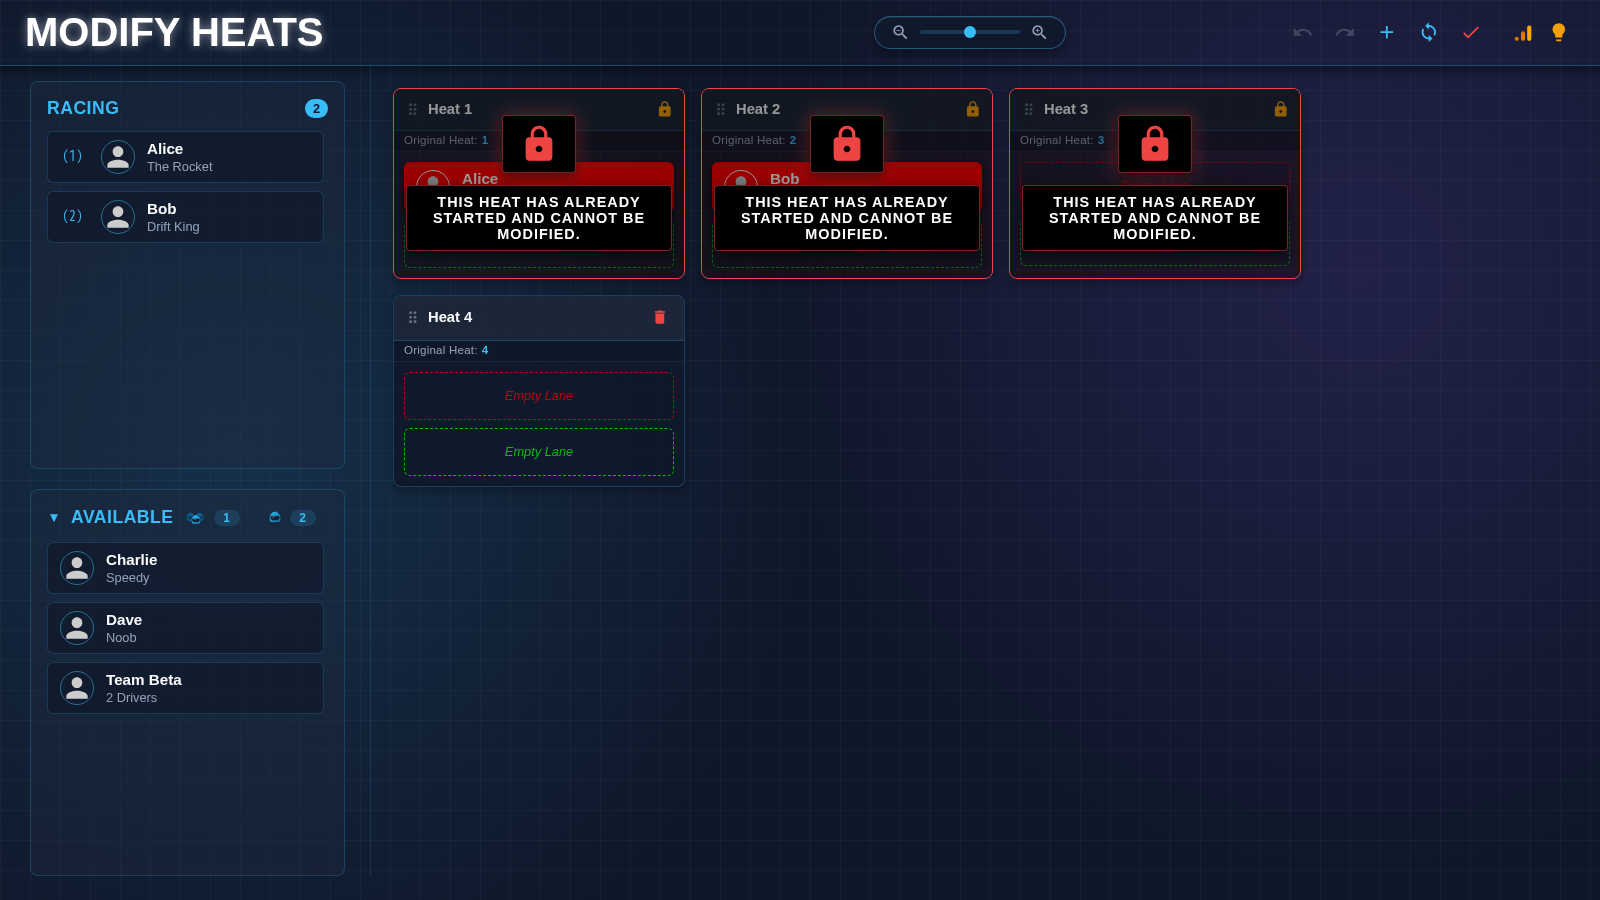 MODIFY HEATS
RACING
2
(1)
Alice
The Rocket
(2)
Bob
Drift King
▼ AVAILABLE 1 2
Charlie
Speedy
Dave
Noob
Team Beta
2 Drivers
Heat 1
Original Heat: 1
Alice
THIS HEAT HAS ALREADY
STARTED AND CANNOT BE
MODIFIED.
Heat 2
Original Heat: 2
Bob
THIS HEAT HAS ALREADY
STARTED AND CANNOT BE
MODIFIED.
Heat 3
Original Heat: 3
THIS HEAT HAS ALREADY
STARTED AND CANNOT BE
MODIFIED.
Heat 4
Original Heat: 4
Empty Lane
Empty Lane